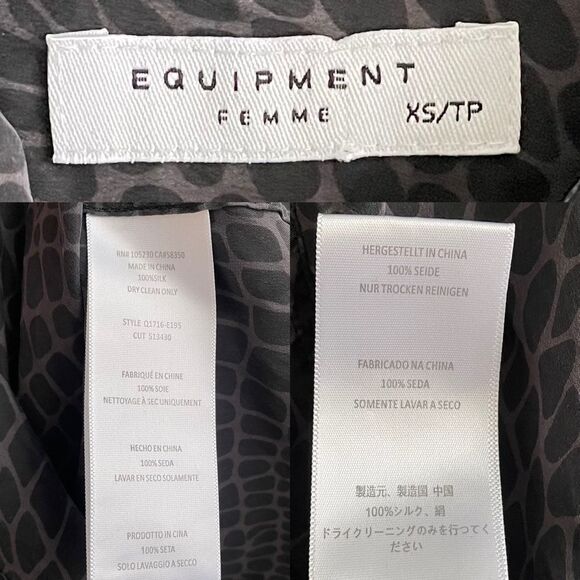 EQUIPMENT
FEMME
XS/TP
RN# 105230 CA#58350
MADE IN CHINA
100%SILK
DRY CLEAN ONLY
STYLE Q1716-E195
CUT 513430
FABRIQUÉ EN CHINE
100% SOIE
NETTOYAGE À SEC UNIQUEMENT
HECHO EN CHINA
100% SEDA
LAVAR EN SECO SOLAMENTE
PRODOTTO IN CINA
100% SETA
SOLO LAVAGGIO A SECCO
HERGESTELLT IN CHINA
100% SEIDE
NUR TROCKEN REINIGEN
FABRICADO NA CHINA
100% SEDA
SOMENTE LAVAR A SECO
製造元、製造国 中国
100%シルク、絹
ドライクリーニングのみを行つてく
ださい